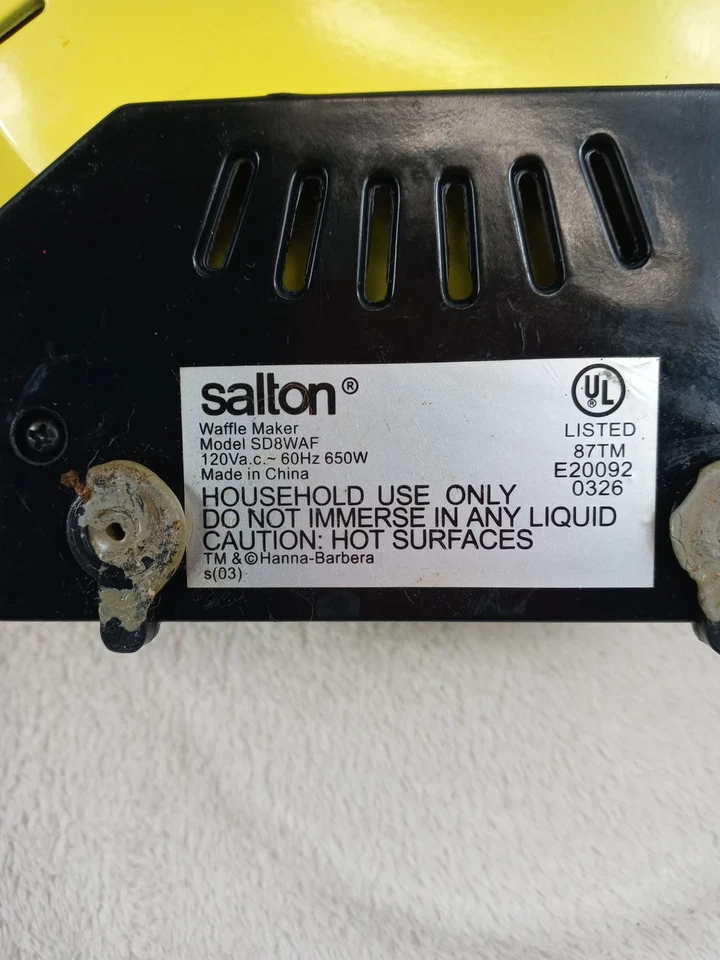 salton®
Waffle Maker
Model SD8WAF
120Va.c.~ 60Hz 650W
Made in China
HOUSEHOLD USE ONLY
DO NOT IMMERSE IN ANY LIQUID
CAUTION: HOT SURFACES
TM & ©Hanna-Barbera
s(03)
UL®
LISTED
87TM
E20092
0326